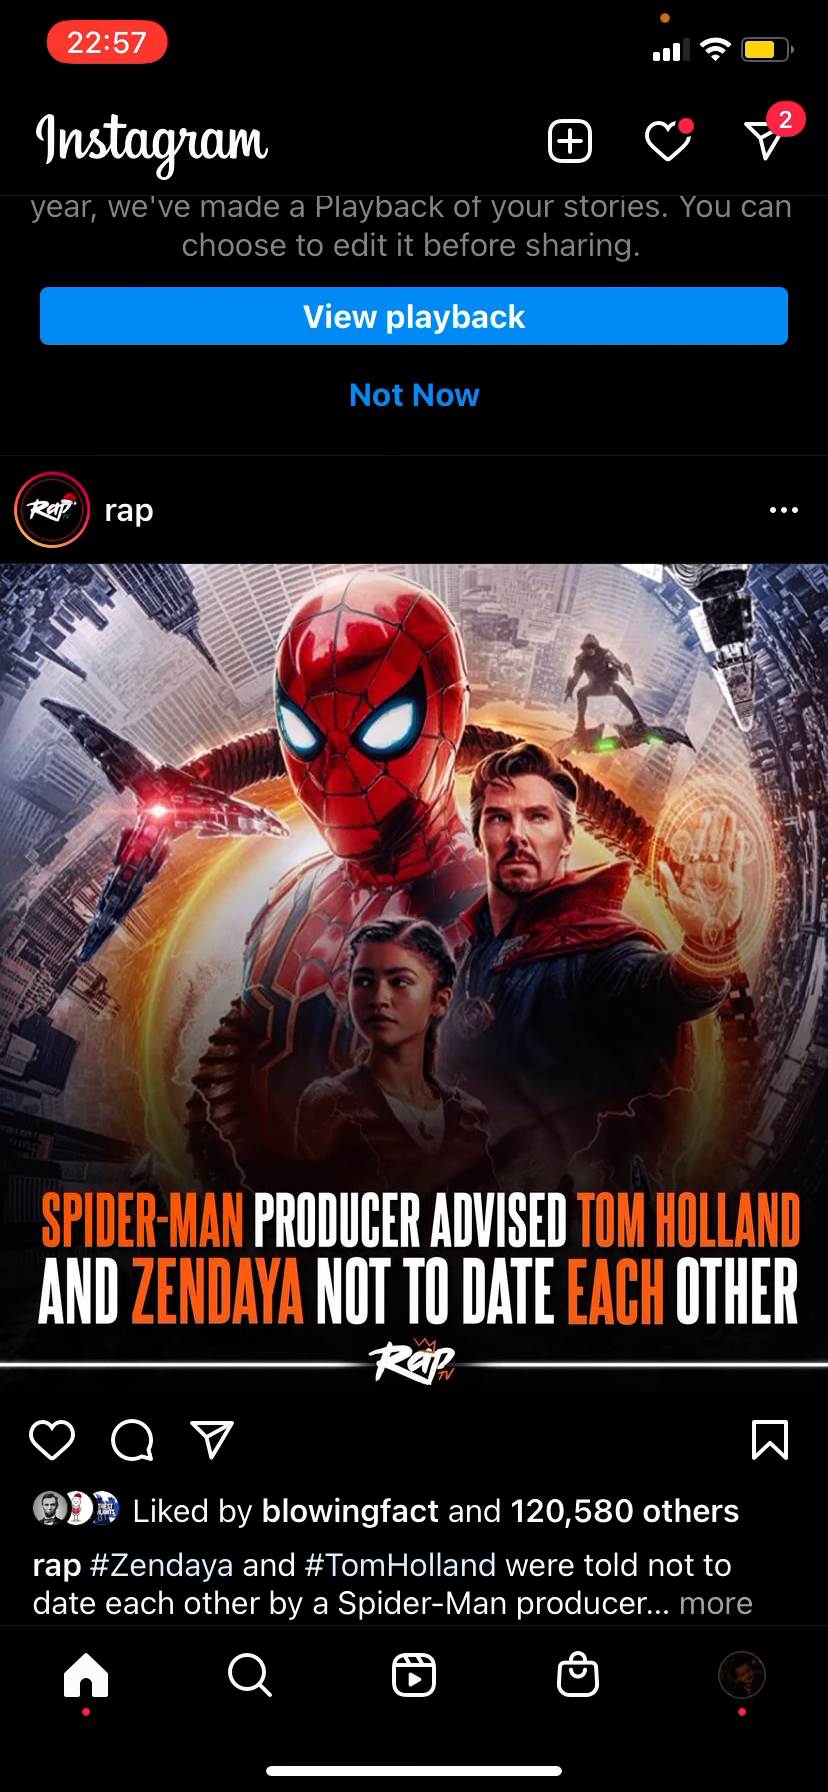 22:57
Instagram
2
year, we've made a Playback of your stories. You can
choose to edit it before sharing.
View playback
Not Now
RAP TV
rap
SPIDER-MAN PRODUCER ADVISED TOM HOLLAND
AND ZENDAYA NOT TO DATE EACH OTHER
RAP TV
Liked by blowingfact and 120,580 others
rap #Zendaya and #TomHolland were told not to
date each other by a Spider-Man producer... more